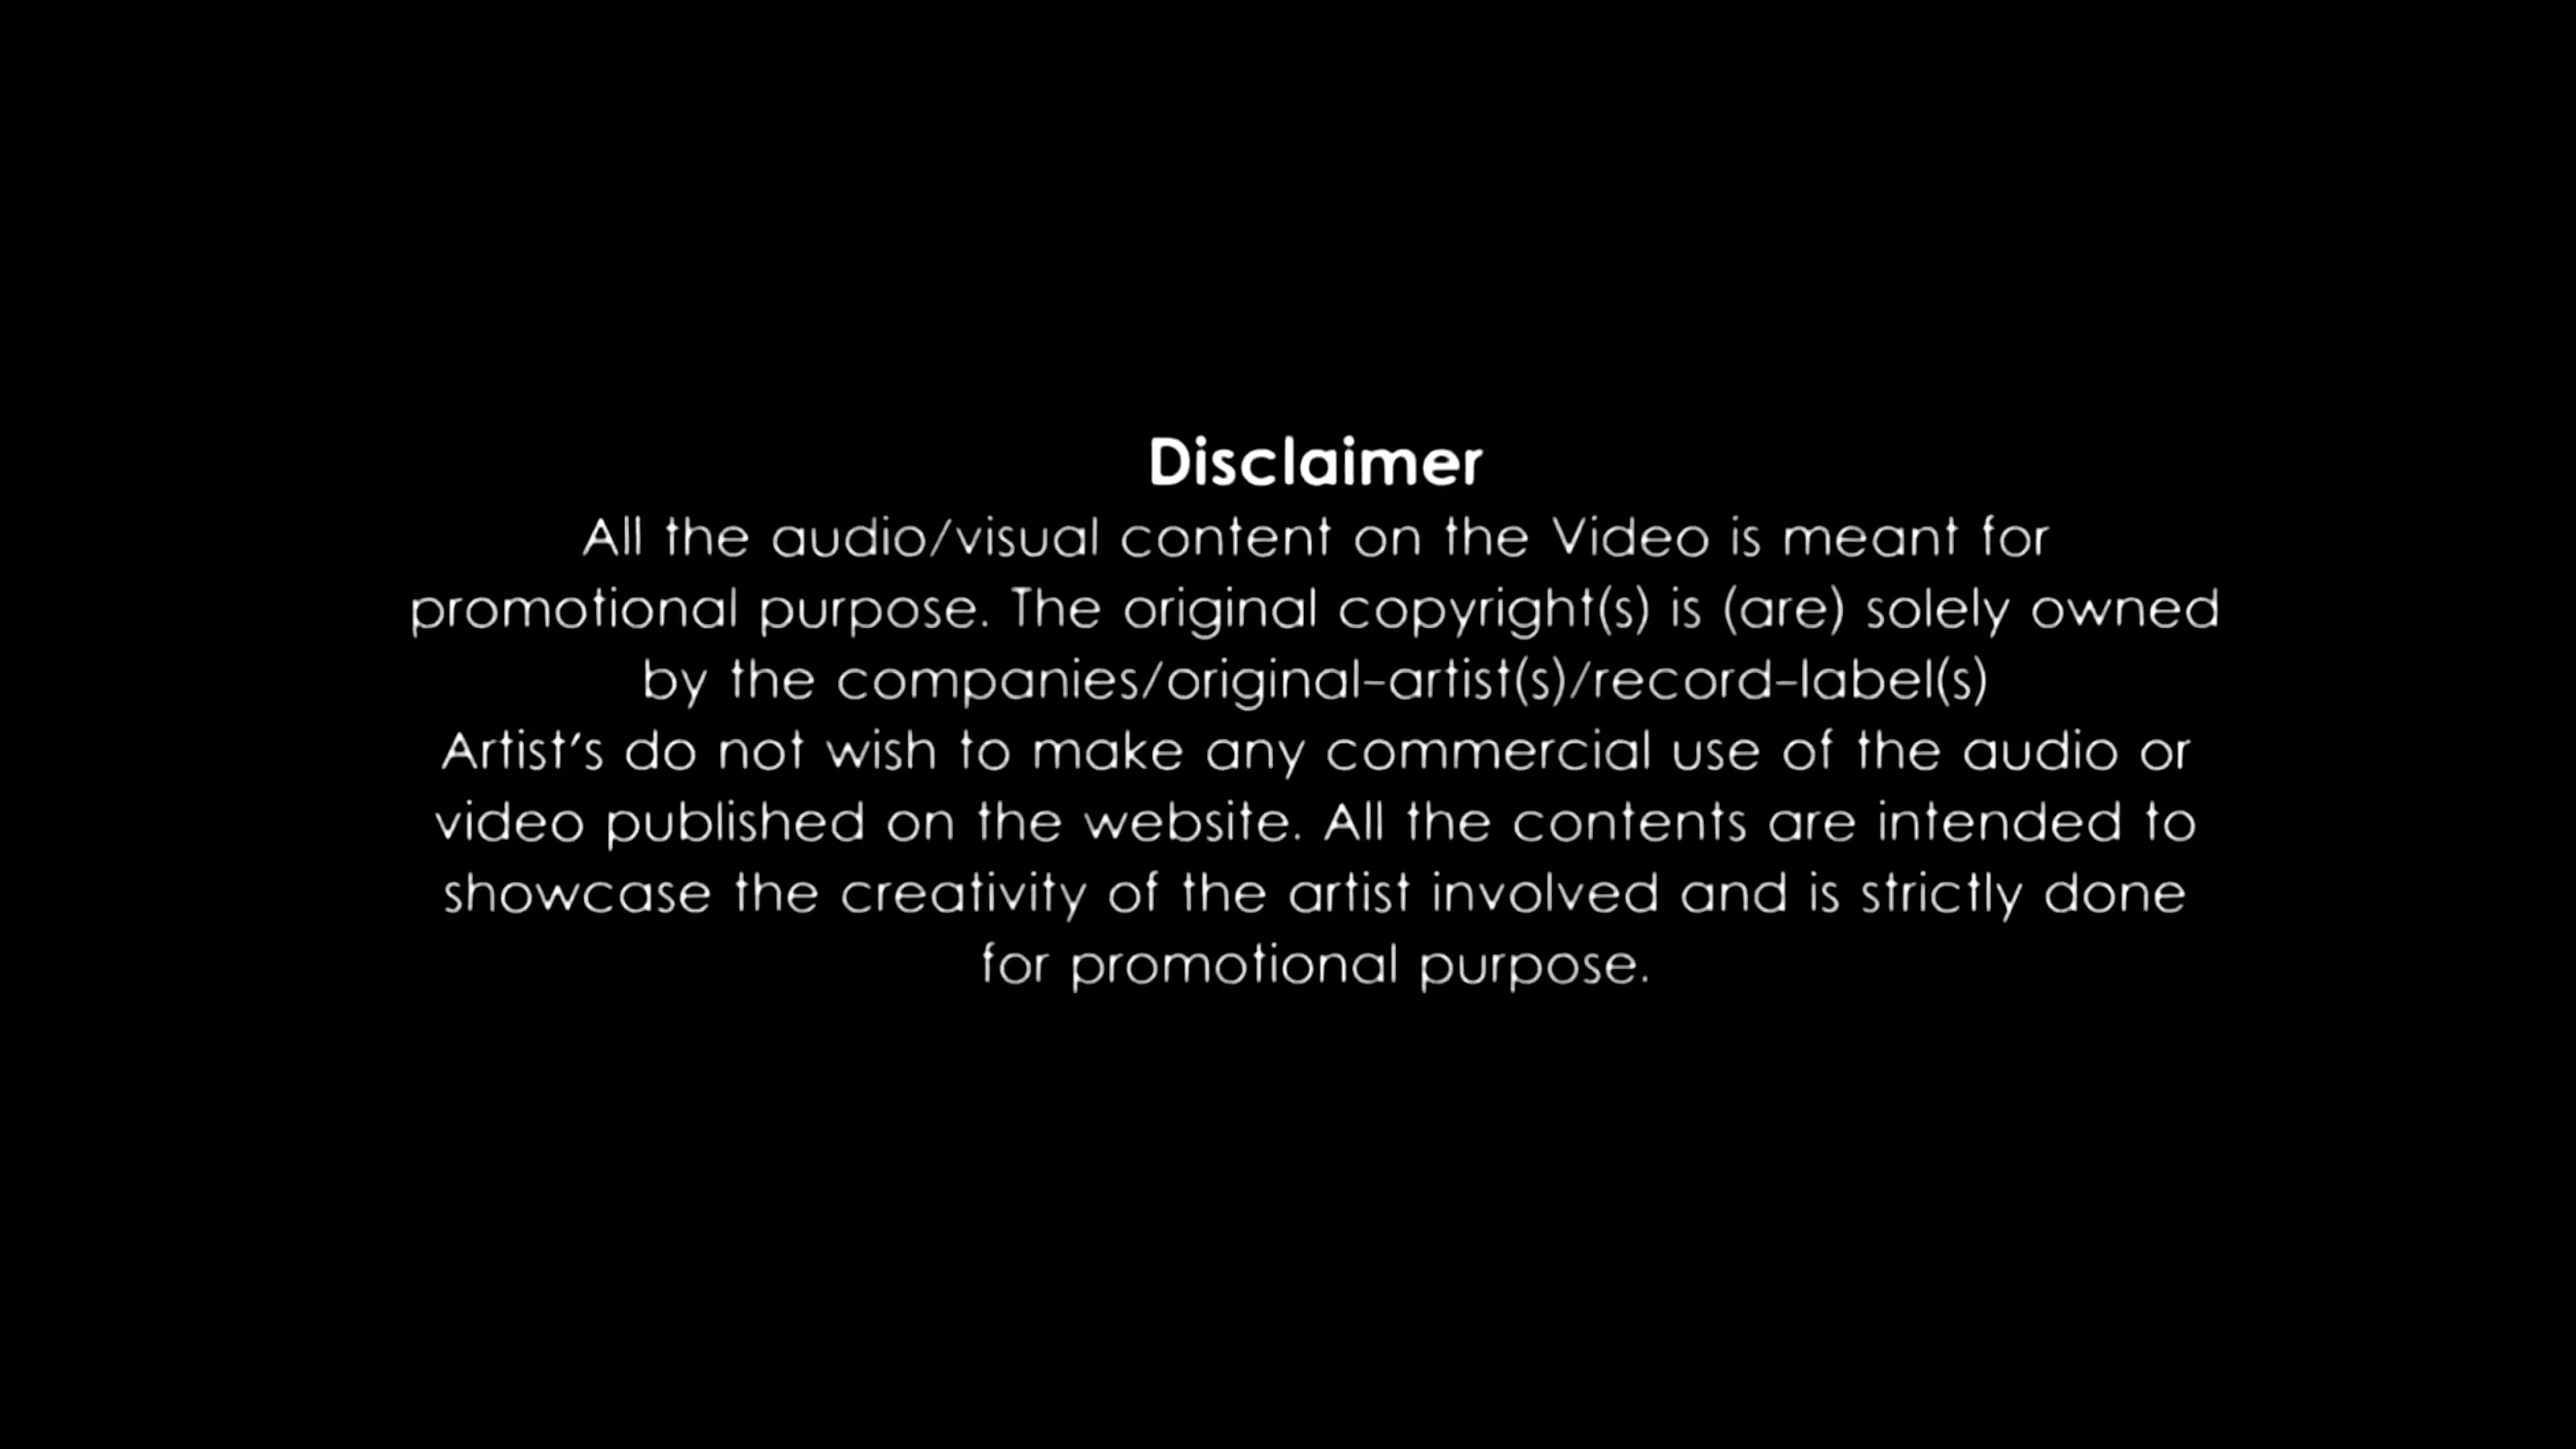 Disclaimer
All the audio/visual content on the Video is meant for
promotional purpose. The original copyright(s) is (are) solely owned
by the companies/original-artist(s)/record-label(s)
Artist's do not wish to make any commercial use of the audio or
video published on the website. All the contents are intended to
showcase the creativity of the artist involved and is strictly done
for promotional purpose.